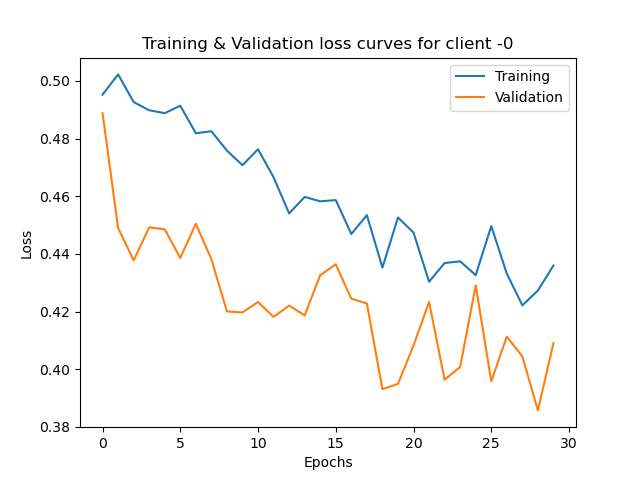 Training & Validation loss curves for client -0
Training
Validation
0.50
0.48
0.46
0.44
0.42
0.40
0.38
Loss
0 5 10 15 20 25 30
Epochs